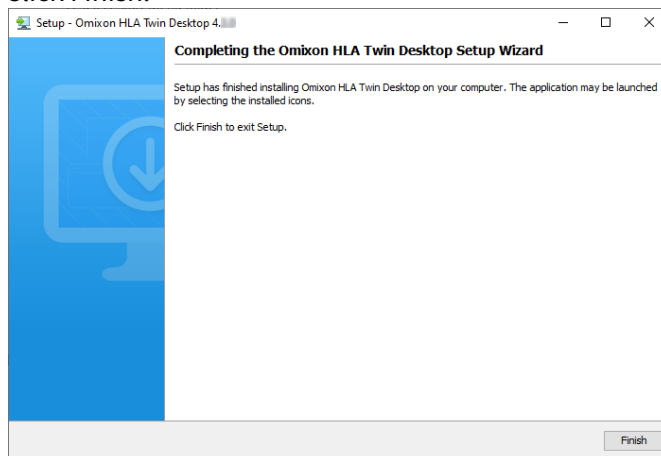 Click Finish.
Setup - Omixon HLA Twin Desktop 4.
Completing the Omixon HLA Twin Desktop Setup Wizard
Setup has finished installing Omixon HLA Twin Desktop on your computer. The application may be launched
by selecting the installed icons.
Click Finish to exit Setup.
Finish